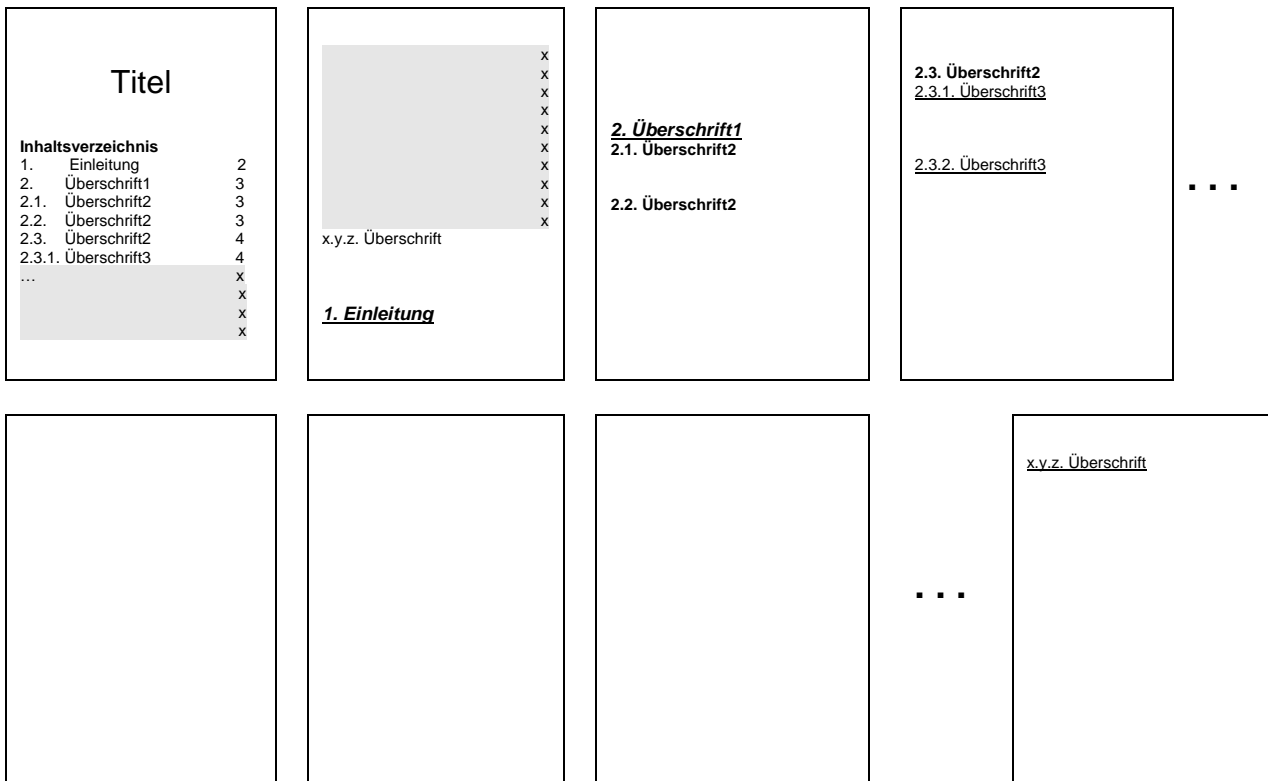 Titel
Inhaltsverzeichnis
1. Einleitung 2
2. Überschrift1 3
2.1. Überschrift2 3
2.2. Überschrift2 3
2.3. Überschrift2 4
2.3.1. Überschrift3 4
… x
x
x
x
x
x
x
x
x
x
x
x
x
x
x.y.z. Überschrift
1. Einleitung
2. Überschrift1
2.1. Überschrift2
2.2. Überschrift2
2.3. Überschrift2
2.3.1. Überschrift3
2.3.2. Überschrift3
. . .
. . .
x.y.z. Überschrift